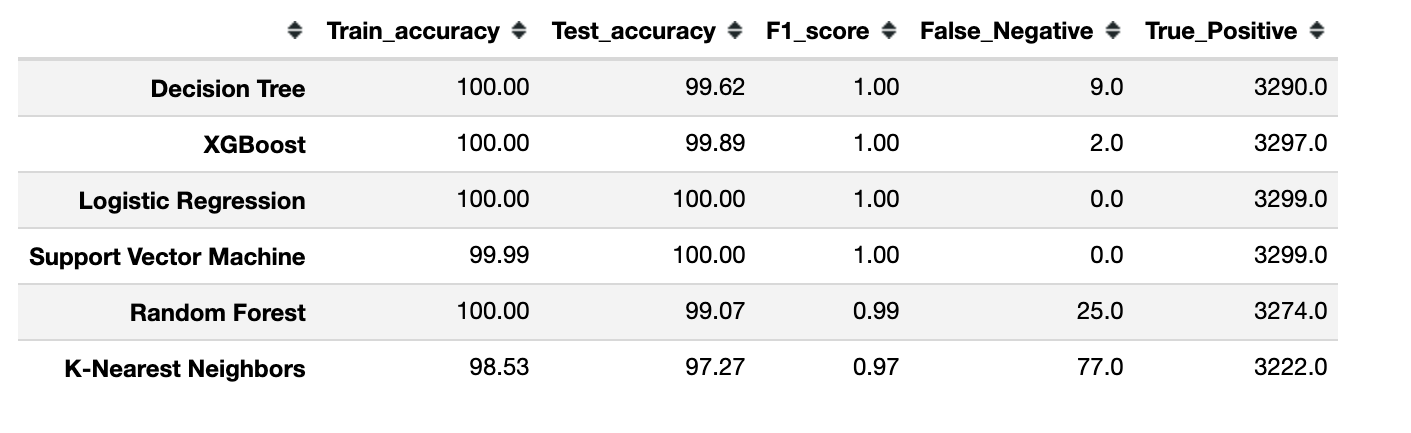 Train_accuracy Test_accuracy F1_score False_Negative True_Positive
Decision Tree 100.00 99.62 1.00 9.0 3290.0
XGBoost 100.00 99.89 1.00 2.0 3297.0
Logistic Regression 100.00 100.00 1.00 0.0 3299.0
Support Vector Machine 99.99 100.00 1.00 0.0 3299.0
Random Forest 100.00 99.07 0.99 25.0 3274.0
K-Nearest Neighbors 98.53 97.27 0.97 77.0 3222.0